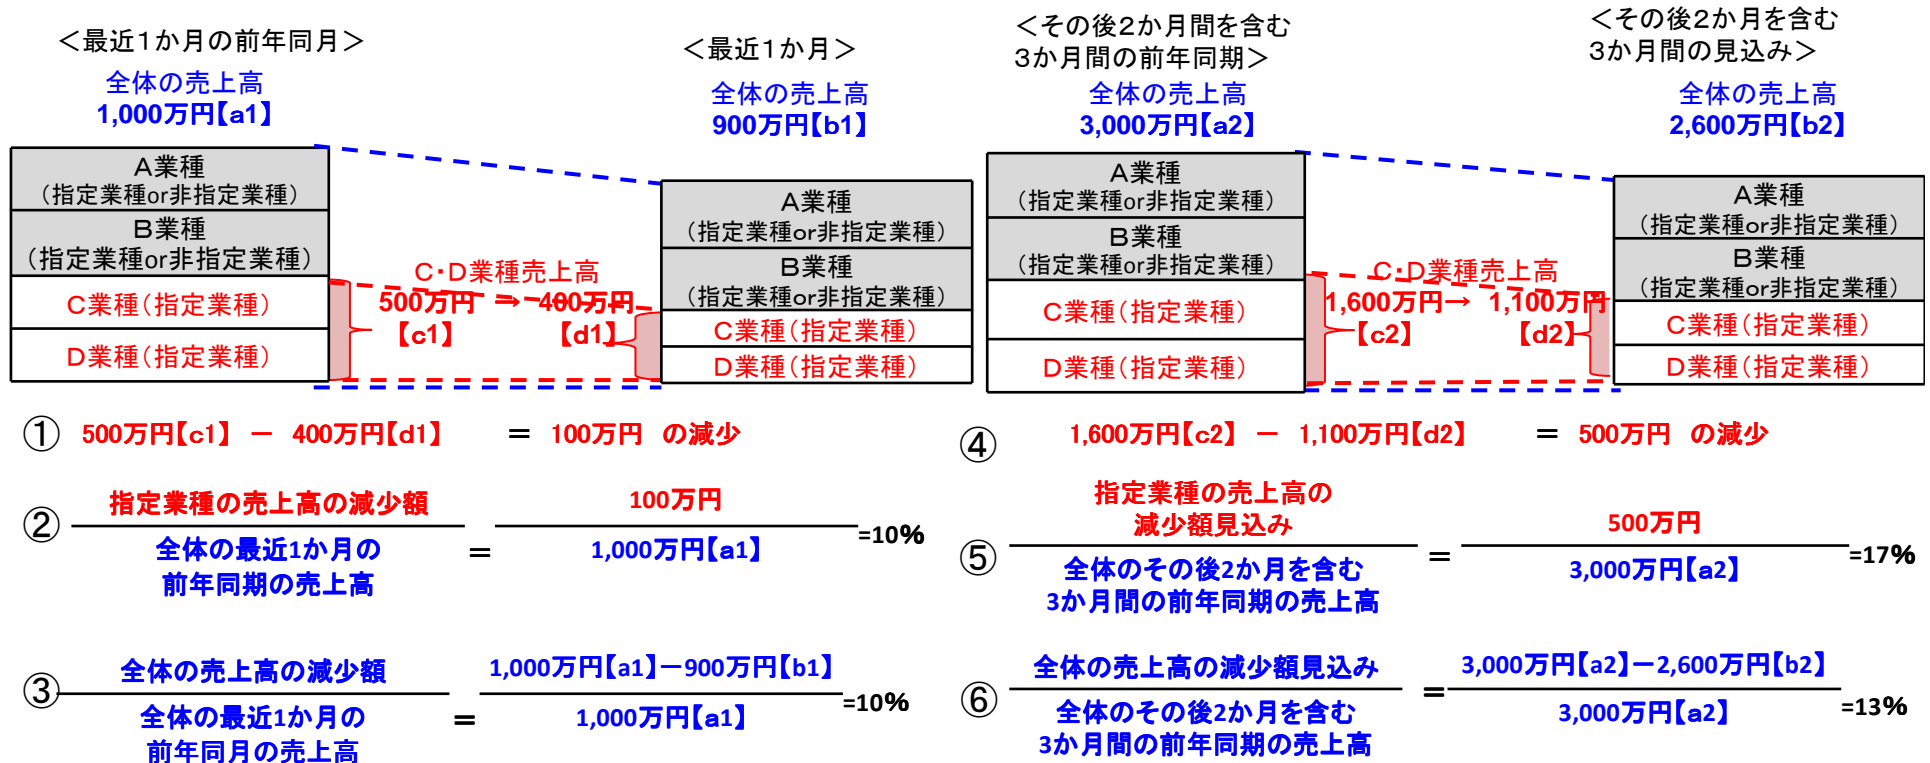 ＜最近１か月の前年同月＞
全体の売上高
1,000万円【a1】
Ａ業種
（指定業種or非指定業種）
Ｂ業種
（指定業種or非指定業種）
Ｃ業種（指定業種）
Ｄ業種（指定業種）
Ｃ・Ｄ業種売上高
500万円 → 400万円
【c1】 【d1】
＜最近１か月＞
全体の売上高
900万円【b1】
Ａ業種
（指定業種or非指定業種）
Ｂ業種
（指定業種or非指定業種）
Ｃ業種（指定業種）
Ｄ業種（指定業種）
＜その後２か月間を含む
３か月間の前年同期＞
全体の売上高
3,000万円【a2】
Ａ業種
（指定業種or非指定業種）
Ｂ業種
（指定業種or非指定業種）
Ｃ業種（指定業種）
Ｄ業種（指定業種）
Ｃ・Ｄ業種売上高
1,600万円→ 1,100万円
【c2】 【d2】
＜その後２か月を含む
３か月間の見込み＞
全体の売上高
2,600万円【b2】
Ａ業種
（指定業種or非指定業種）
Ｂ業種
（指定業種or非指定業種）
Ｃ業種（指定業種）
Ｄ業種（指定業種）
① 500万円【c1】 － 400万円【d1】 ＝ 100万円 の減少
② 指定業種の売上高の減少額
全体の最近1か月の
前年同期の売上高
＝
100万円
1,000万円【a1】
=10％
③ 全体の売上高の減少額
全体の最近1か月の
前年同月の売上高
＝
1,000万円【a1】－900万円【b1】
1,000万円【a1】
=10％
④ 1,600万円【c2】 － 1,100万円【d2】 ＝ 500万円 の減少
⑤ 指定業種の売上高の
減少額見込み
全体のその後2か月を含む
3か月間の前年同期の売上高
＝
500万円
3,000万円【a2】
=17％
⑥ 全体の売上高の減少額見込み
全体のその後2か月を含む
3か月間の前年同期の売上高
＝
3,000万円【a2】－2,600万円【b2】
3,000万円【a2】
=13％